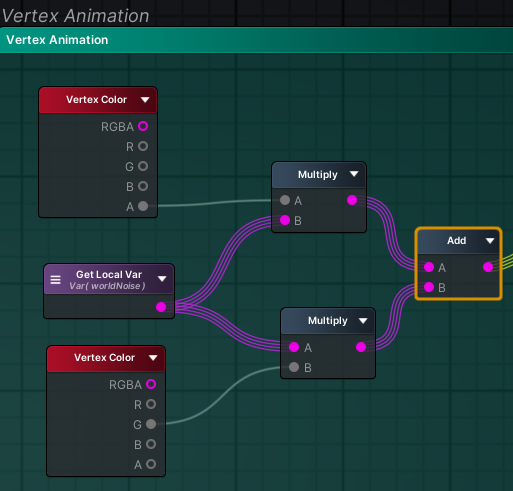 Vertex Animation
Vertex Animation
Vertex Color
RGBA
R
G
B
A
Multiply
A
B
Get Local Var
Var( worldNoise )
Add
A
B
Multiply
A
B
Vertex Color
RGBA
R
G
B
A